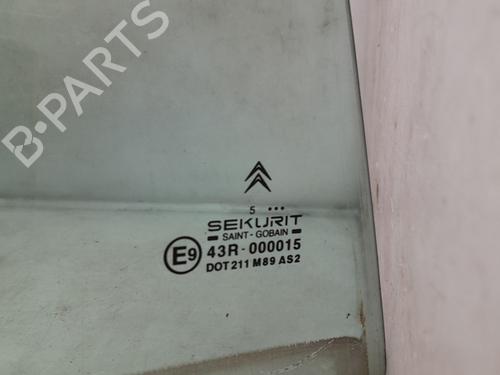 B-PARTS
5 •••
SEKURIT
SAINT - GOBAIN
E9 43R-000015
DOT 211 M89 AS2